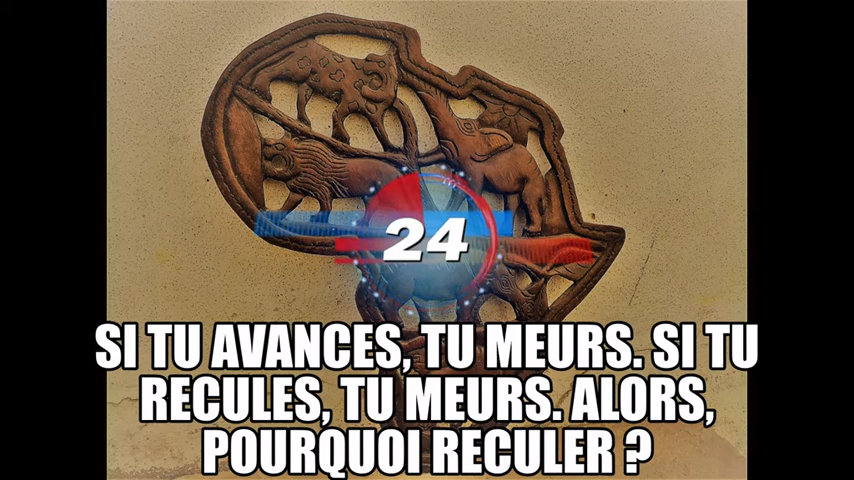 24
SI TU AVANCES, TU MEURS. SI TU
RECULES, TU MEURS. ALORS,
POURQUOI RECULER ?